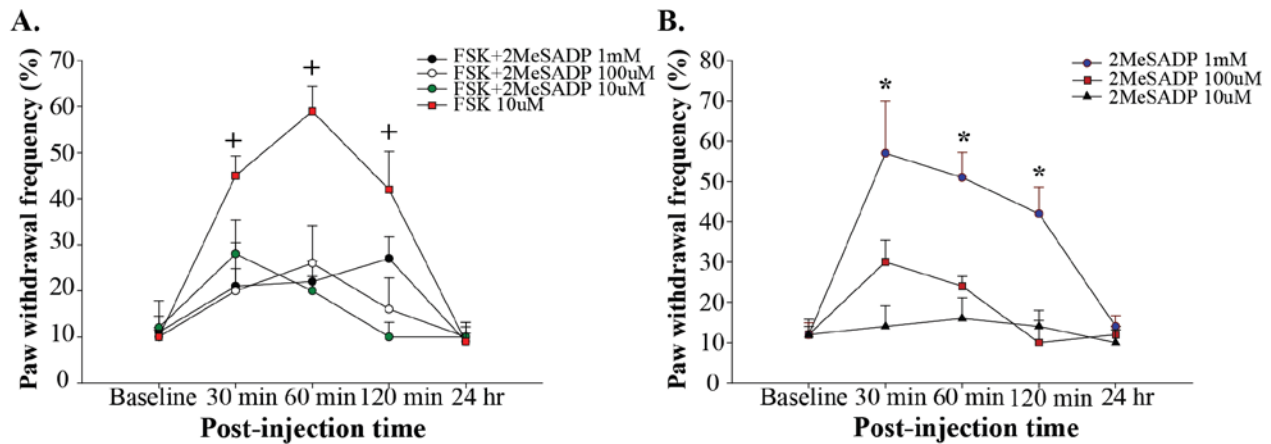 A.
Paw withdrawal frequency (%)
70
60
50
40
30
20
10
0
+
+
+
FSK+2MeSADP 1mM
FSK+2MeSADP 100uM
FSK+2MeSADP 10uM
FSK 10uM
Baseline 30 min 60 min 120 min 24 hr
Post-injection time
B.
Paw withdrawal frequency (%)
80
70
60
50
40
30
20
10
0
*
*
*
2MeSADP 1mM
2MeSADP 100uM
2MeSADP 10uM
Baseline 30 min 60 min 120 min 24 hr
Post-injection time